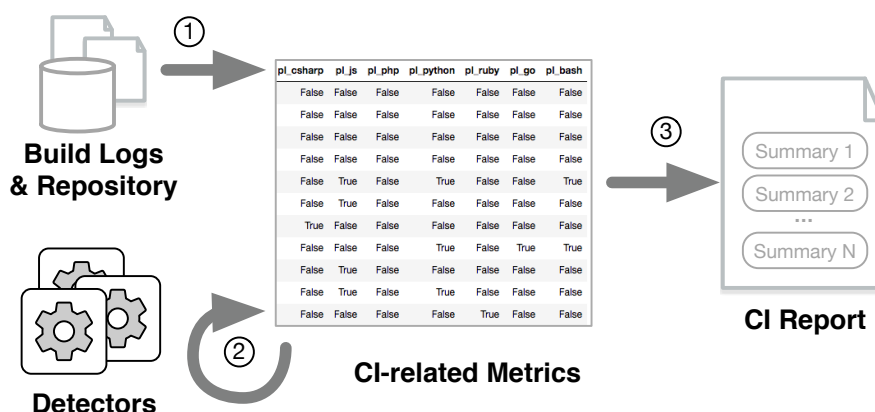 ①
Build Logs
& Repository
pl_csharp pl_js pl_php pl_python pl_ruby pl_go pl_bash
False False False False False False False
False False False False False False False
False False False False False False False
False False False False False False False
False True False True False False True
False True False False False False False
True False False False False False False
False False False True False True True
False True False False False False False
False True False True False False False
False False False False True False False
CI-related Metrics
②
Detectors
③
Summary 1
Summary 2
...
Summary N
CI Report